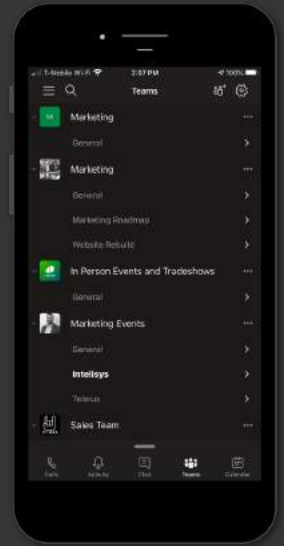 T-Mobile Wi-Fi 2:57 PM 100%
Teams
M Marketing
General
Marketing
General
Marketing Roadmap
Website Rebuild
In Person Events and Tradeshows
General
Marketing Events
General
Intelisys
Telarus
Sales Team
Calls Activity Chat Teams Calendar